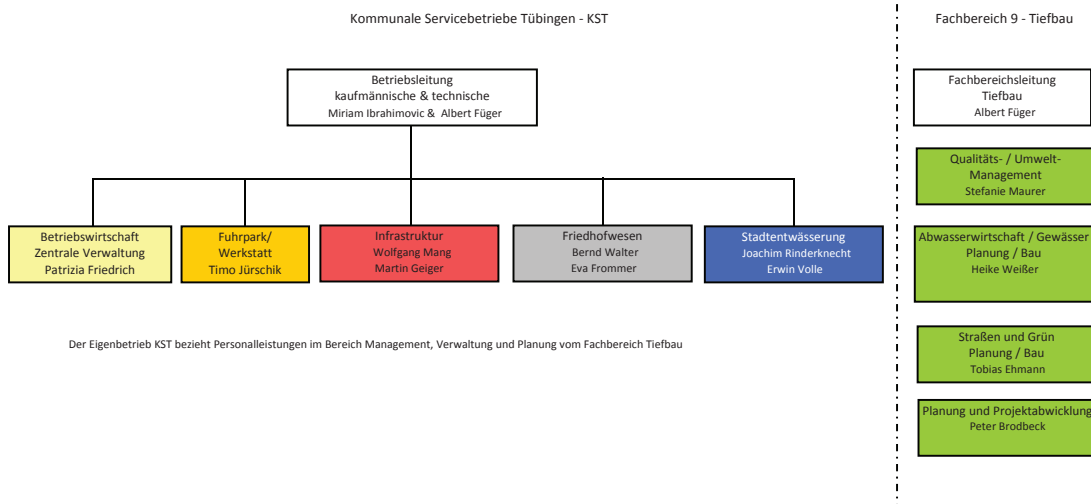 Kommunale Servicebetriebe Tübingen - KST
Betriebsleitung
kaufmännische & technische
Miriam Ibrahimovic & Albert Füger
Betriebswirtschaft
Zentrale Verwaltung
Patrizia Friedrich
Fuhrpark/
Werkstatt
Timo Jürschik
Infrastruktur
Wolfgang Mang
Martin Geiger
Friedhofwesen
Bernd Walter
Eva Frommer
Stadtentwässerung
Joachim Rinderknecht
Erwin Volle
Der Eigenbetrieb KST bezieht Personalleistungen im Bereich Management, Verwaltung und Planung vom Fachbereich Tiefbau
Fachbereich 9 - Tiefbau
Fachbereichsleitung
Tiefbau
Albert Füger
Qualitäts- / Umwelt-
Management
Stefanie Maurer
Abwasserwirtschaft / Gewässer
Planung / Bau
Heike Weißer
Straßen und Grün
Planung / Bau
Tobias Ehmann
Planung und Projektabwicklung
Peter Brodbeck